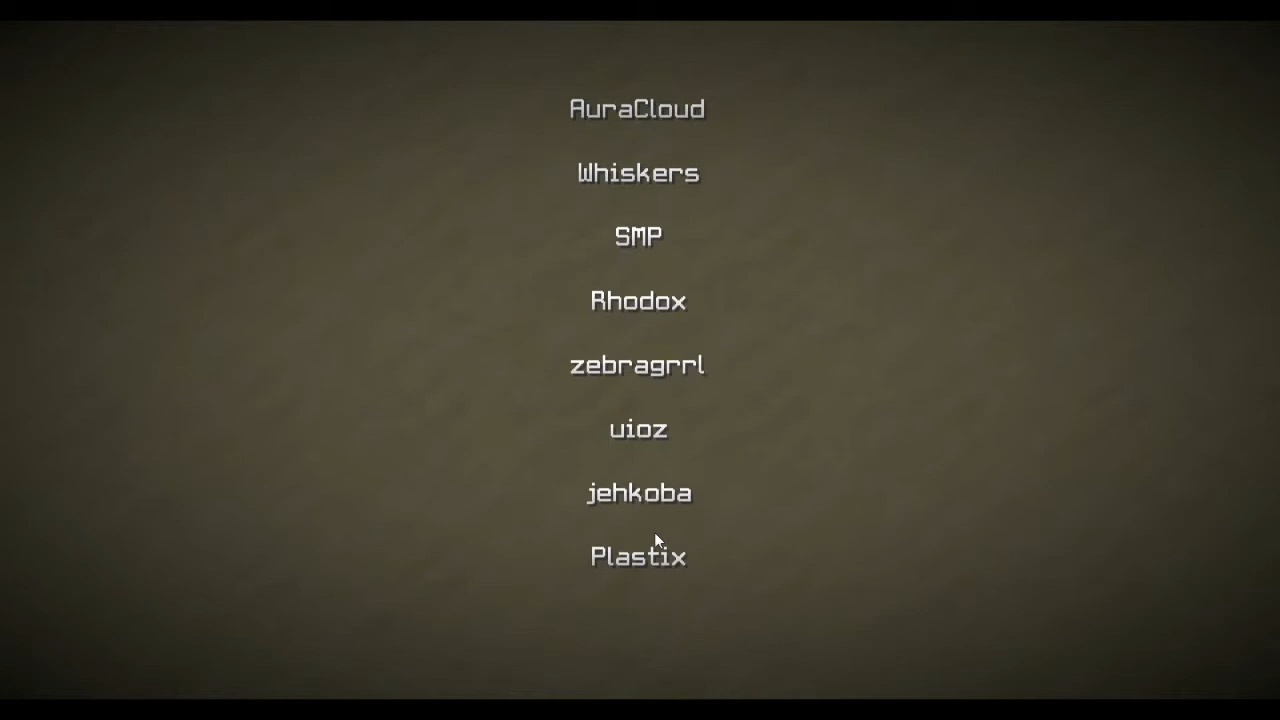 AuraCloud
Whiskers
SMP
Rhodox
zebragrrl
uioz
jehkoba
Plastix